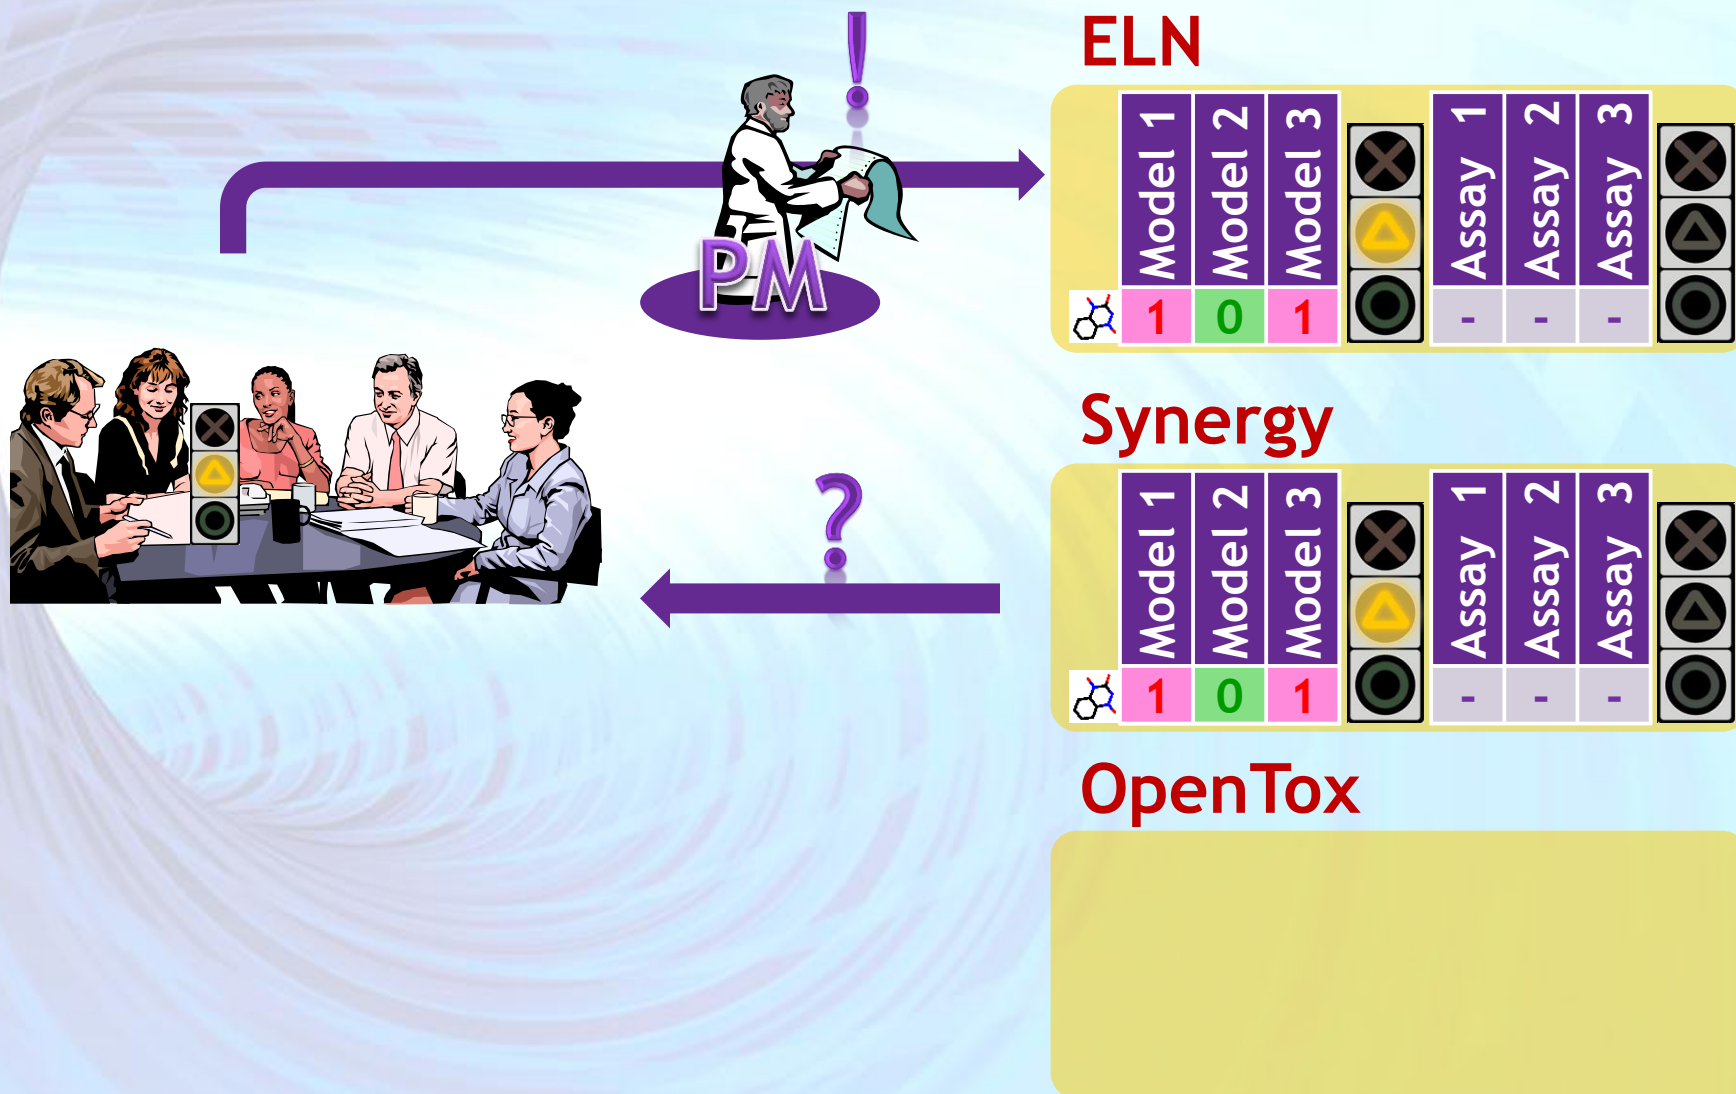 ELN
!
PM
Model 1 Model 2 Model 3 Assay 1 Assay 2 Assay 3
1 0 1 - - -
Synergy
?
Model 1 Model 2 Model 3 Assay 1 Assay 2 Assay 3
1 0 1 - - -
OpenTox